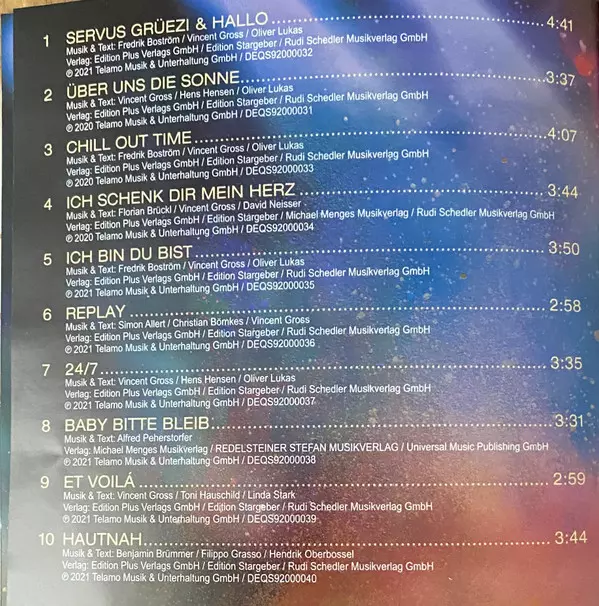 1 SERVUS GRÜEZI & HALLO 4:41
Musik & Text: Fredrik Boström / Vincent Gross / Oliver Lukas
Verlag: Edition Plus Verlags GmbH / Edition Stargeber / Rudi Schedler Musikverlag GmbH
℗ 2021 Telamo Musik & Unterhaltung GmbH / DEQS92000032
2 ÜBER UNS DIE SONNE 3:37
Musik & Text: Vincent Gross / Hens Hensen / Oliver Lukas
Verlag: Edition Plus Verlags GmbH / Edition Stargeber / Rudi Schedler Musikverlag GmbH
℗ 2020 Telamo Musik & Unterhaltung GmbH / DEQS92000031
3 CHILL OUT TIME 4:07
Musik & Text: Fredrik Boström / Vincent Gross / Oliver Lukas
Verlag: Edition Plus Verlags GmbH / Edition Stargeber / Rudi Schedler Musikverlag GmbH
℗ 2020 Telamo Musik & Unterhaltung GmbH / DEQS92000033
4 ICH SCHENK DIR MEIN HERZ 3:44
Musik & Text: Florian Brückl / Vincent Gross / David Neisser
Verlag: Edition Plus Verlags GmbH / Edition Stargeber / Michael Menges Musikverlag / Rudi Schedler Musikverlag GmbH
℗ 2020 Telamo Musik & Unterhaltung GmbH / DEQS92000034
5 ICH BIN DU BIST 3:50
Musik & Text: Fredrik Boström / Vincent Gross / Oliver Lukas
Verlag: Edition Plus Verlags GmbH / Edition Stargeber / Rudi Schedler Musikverlag GmbH
℗ 2021 Telamo Musik & Unterhaltung GmbH / DEQS92000035
6 REPLAY 2:58
Musik & Text: Simon Allert / Christian Bömkes / Vincent Gross
Verlag: Edition Plus Verlags GmbH / Edition Stargeber / Rudi Schedler Musikverlag GmbH
℗ 2021 Telamo Musik & Unterhaltung GmbH / DEQS92000036
7 24/7 3:35
Musik & Text: Vincent Gross / Hens Hensen / Oliver Lukas
Verlag: Edition Plus Verlags GmbH / Edition Stargeber / Rudi Schedler Musikverlag GmbH
℗ 2021 Telamo Musik & Unterhaltung GmbH / DEQS92000037
8 BABY BITTE BLEIB 3:31
Musik & Text: Alfred Peherstorfer
Verlag: Michael Menges Musikverlag / REDELSTEINER STEFAN MUSIKVERLAG / Universal Music Publishing GmbH
℗ 2021 Telamo Musik & Unterhaltung GmbH / DEQS92000038
9 ET VOILÁ 2:59
Musik & Text: Vincent Gross / Toni Hauschild / Linda Stark
Verlag: Edition Plus Verlags GmbH / Edition Stargeber / Rudi Schedler Musikverlag GmbH
℗ 2021 Telamo Musik & Unterhaltung GmbH / DEQS92000039
10 HAUTNAH 3:44
Musik & Text: Benjamin Brümmer / Filippo Grasso / Hendrik Oberbossel
Verlag: Edition Plus Verlags GmbH / Edition Stargeber / Rudi Schedler Musikverlag GmbH
℗ 2021 Telamo Musik & Unterhaltung GmbH / DEQS92000040